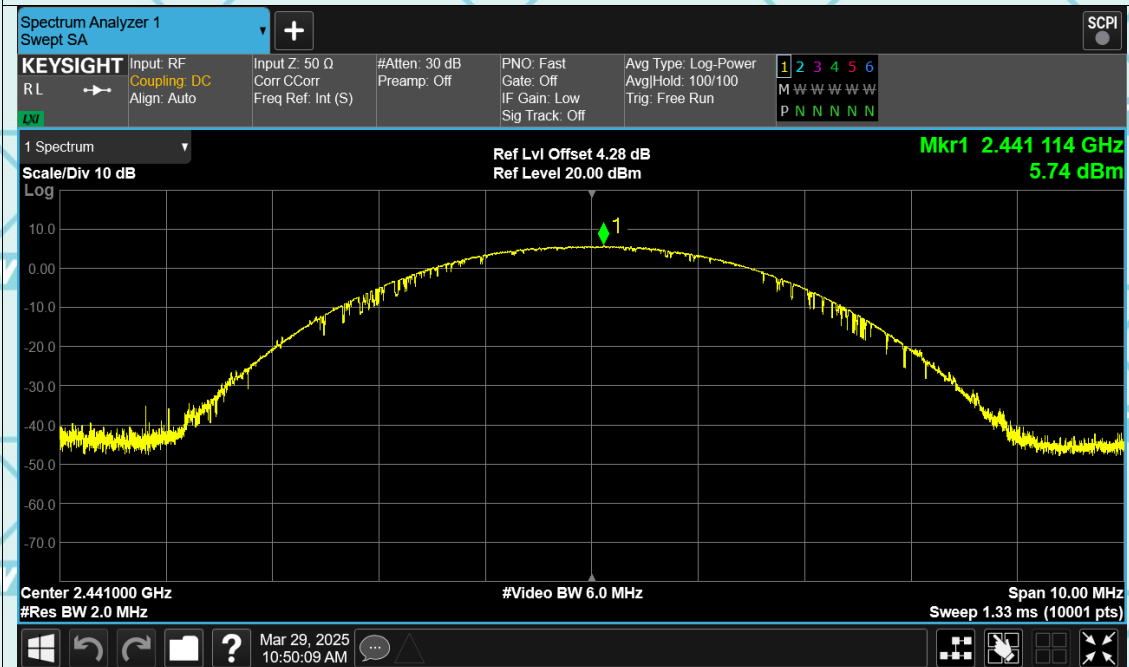 Spectrum Analyzer 1
Swept SA
+
SCPI
KEYSIGHT
RL
LXI
Input: RF
Coupling: DC
Align: Auto
Input Z: 50 Ω
Corr CCorr
Freq Ref: Int (S)
#Atten: 30 dB
Preamp: Off
PNO: Fast
Gate: Off
IF Gain: Low
Sig Track: Off
Avg Type: Log-Power
Avg|Hold: 100/100
Trig: Free Run
1 2 3 4 5 6
M W W W W W
P N N N N N
1 Spectrum
Scale/Div 10 dB
Log
Ref Lvl Offset 4.28 dB
Ref Level 20.00 dBm
Mkr1 2.441 114 GHz
5.74 dBm
1
10.0
0.00
-10.0
-20.0
-30.0
-40.0
-50.0
-60.0
-70.0
Center 2.441000 GHz
#Res BW 2.0 MHz
#Video BW 6.0 MHz
Span 10.00 MHz
Sweep 1.33 ms (10001 pts)
?
Mar 29, 2025
10:50:09 AM